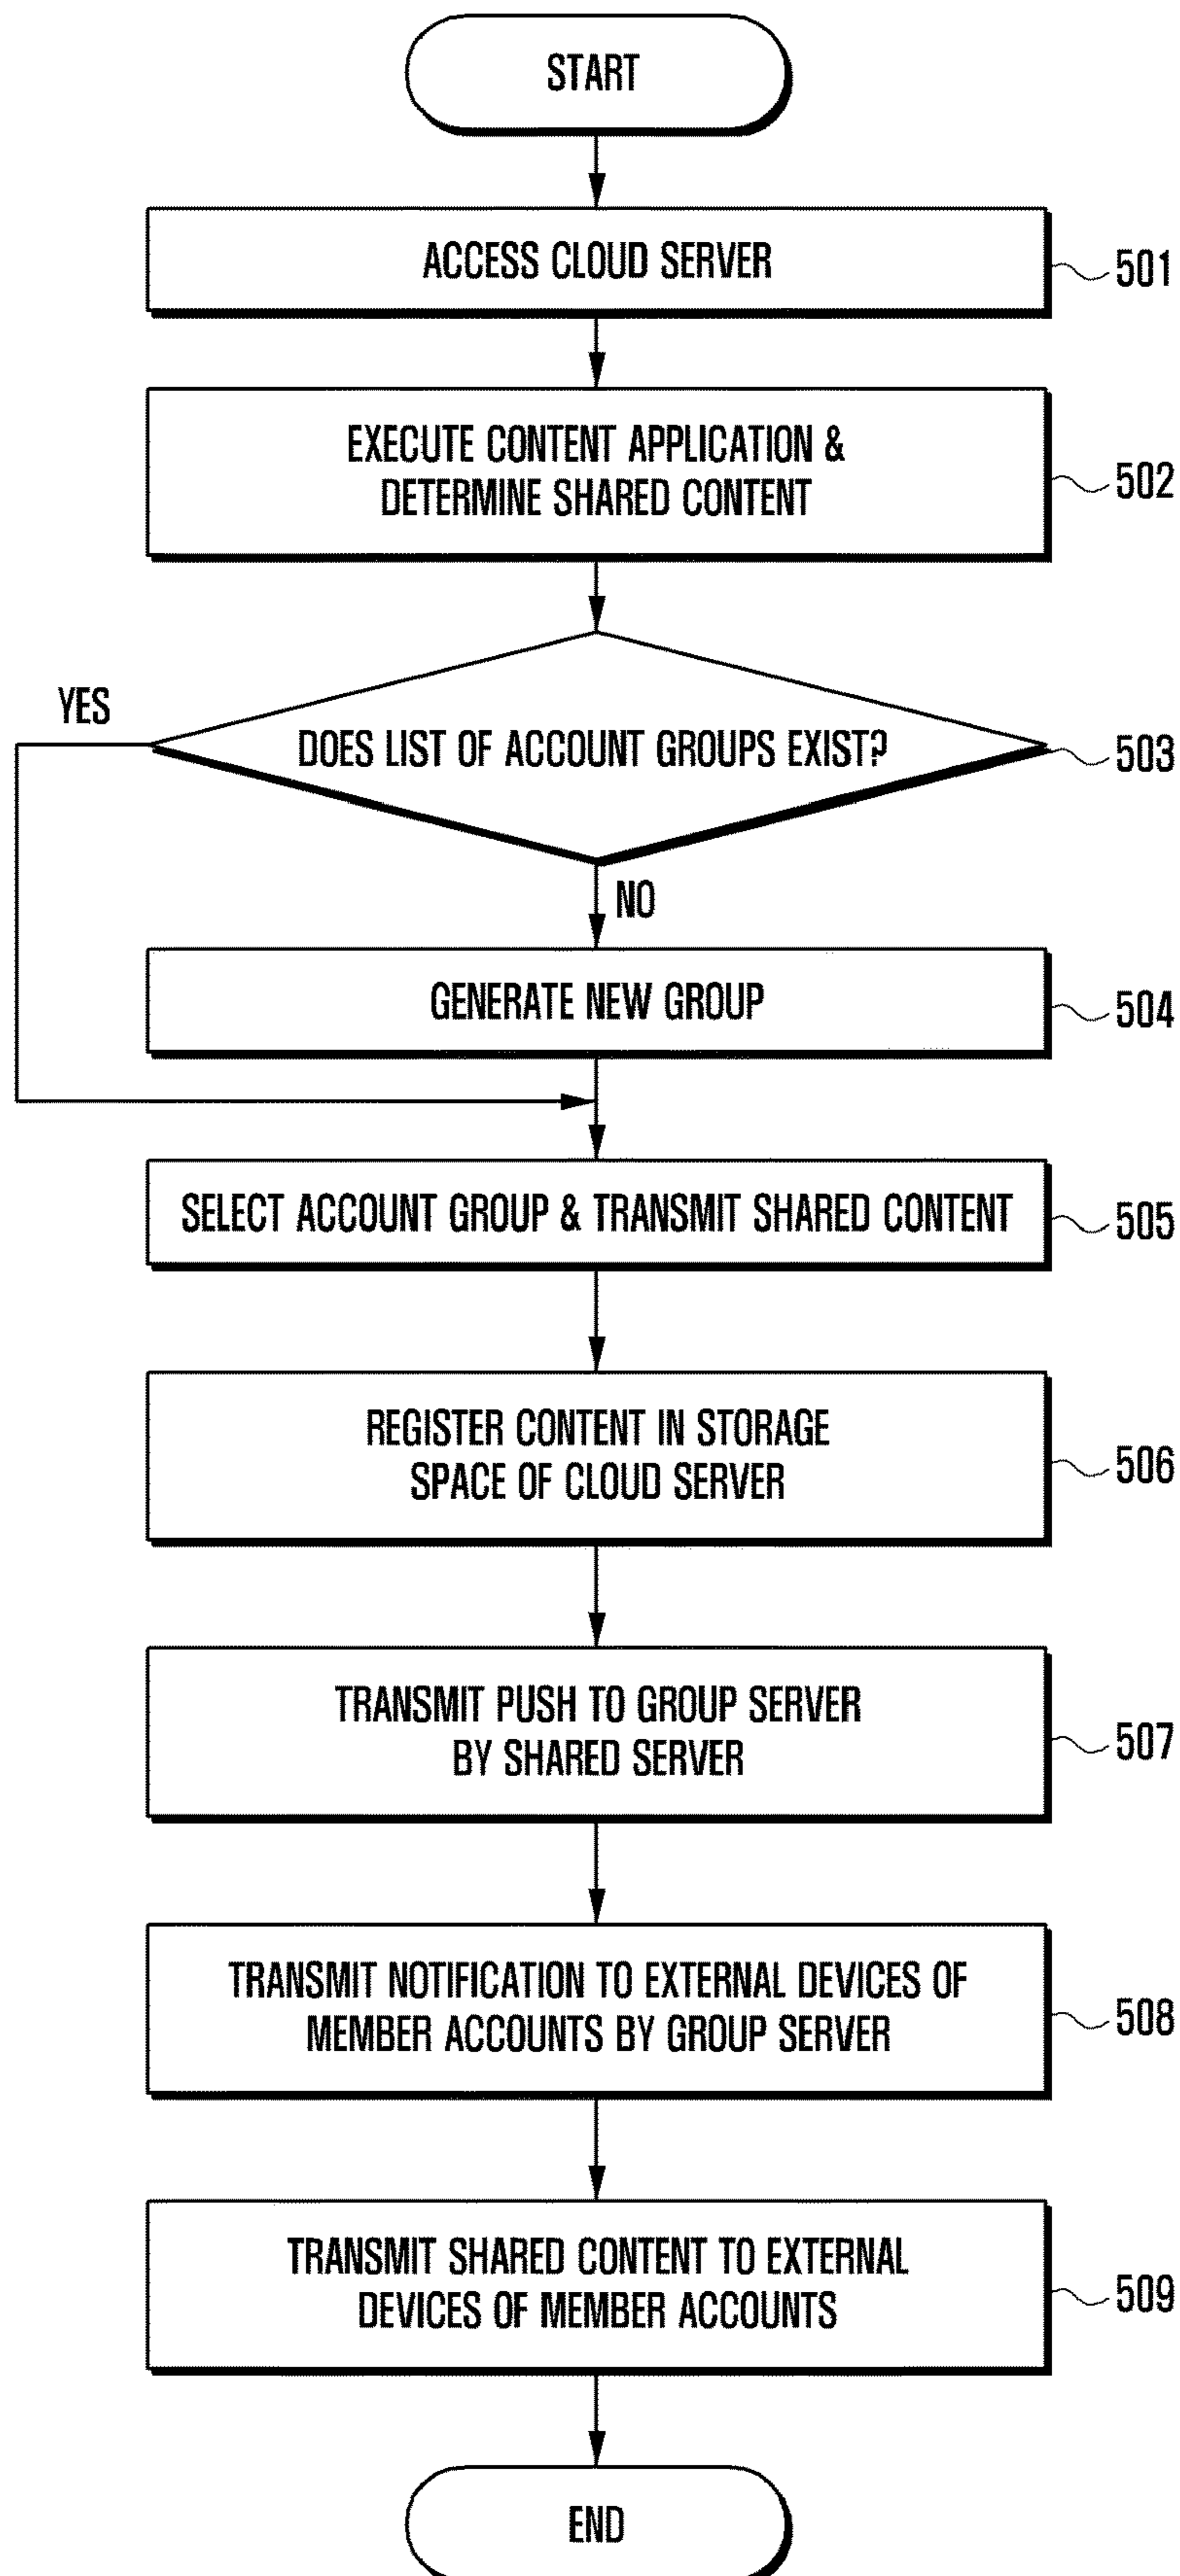 START
ACCESS CLOUD SERVER
501
EXECUTE CONTENT APPLICATION &
DETERMINE SHARED CONTENT
502
YES
DOES LIST OF ACCOUNT GROUPS EXIST?
503
NO
GENERATE NEW GROUP
504
SELECT ACCOUNT GROUP & TRANSMIT SHARED CONTENT
505
REGISTER CONTENT IN STORAGE
SPACE OF CLOUD SERVER
506
TRANSMIT PUSH TO GROUP SERVER
BY SHARED SERVER
507
TRANSMIT NOTIFICATION TO EXTERNAL DEVICES OF
MEMBER ACCOUNTS BY GROUP SERVER
508
TRANSMIT SHARED CONTENT TO EXTERNAL
DEVICES OF MEMBER ACCOUNTS
509
END